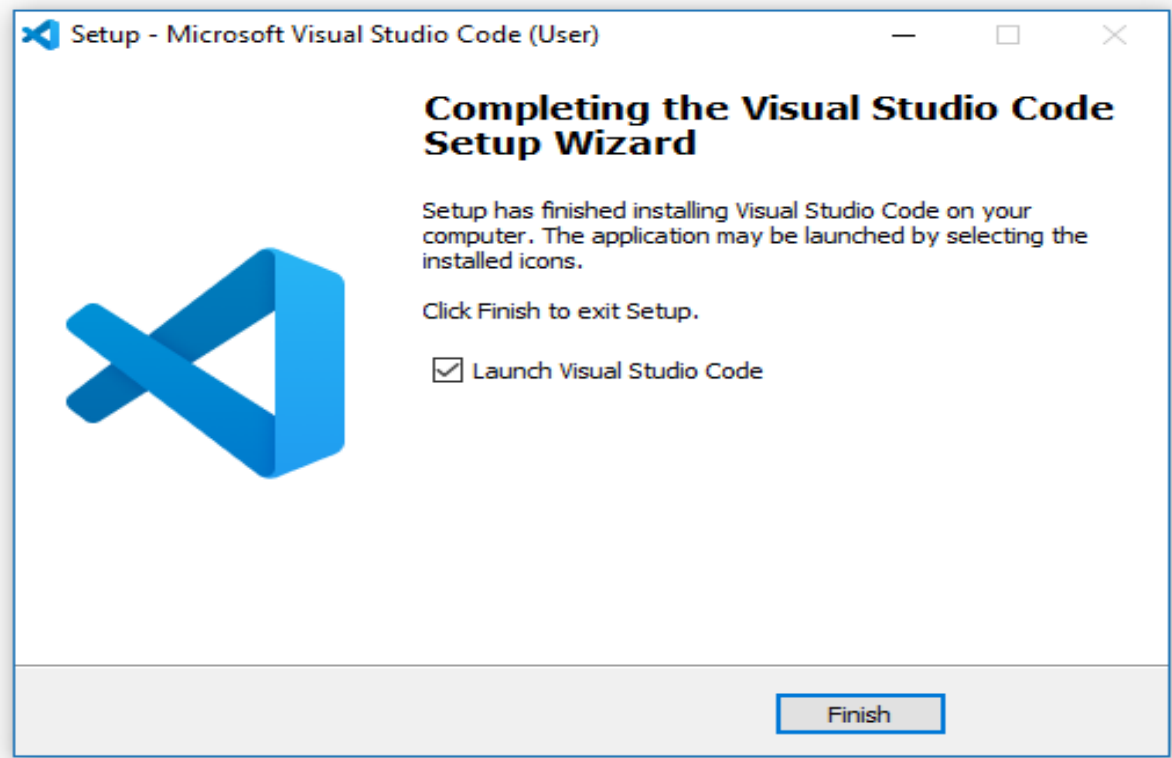 Setup - Microsoft Visual Studio Code (User)
Completing the Visual Studio Code
Setup Wizard
Setup has finished installing Visual Studio Code on your
computer. The application may be launched by selecting the
installed icons.
Click Finish to exit Setup.
Launch Visual Studio Code
Finish